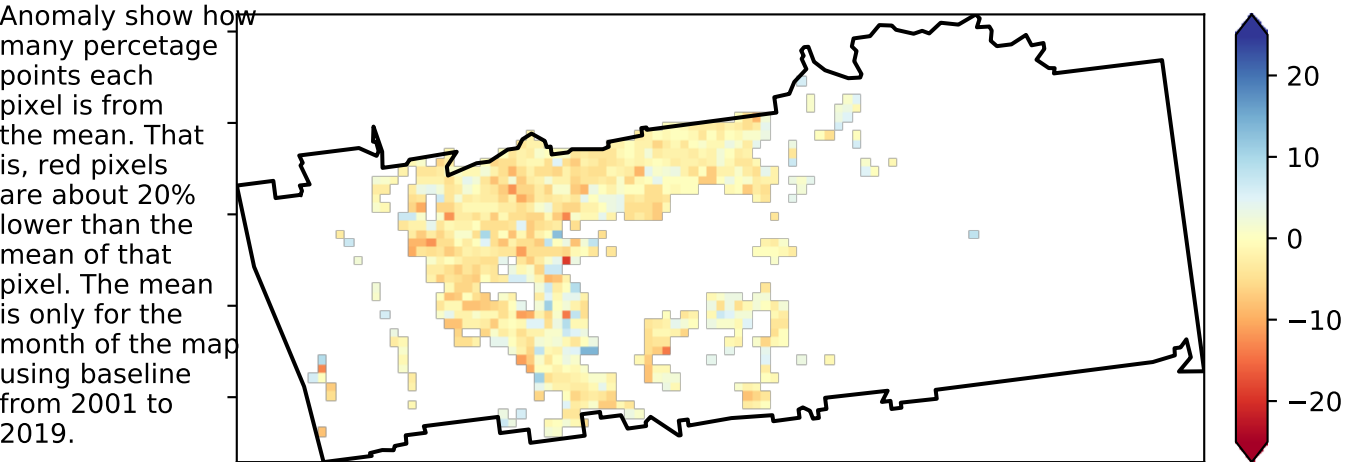 Anomaly show how
many percetage
points each
pixel is from
the mean. That
is, red pixels
are about 20%
lower than the
mean of that
pixel. The mean
is only for the
month of the map
using baseline
from 2001 to
2019.
20
10
0
−10
−20